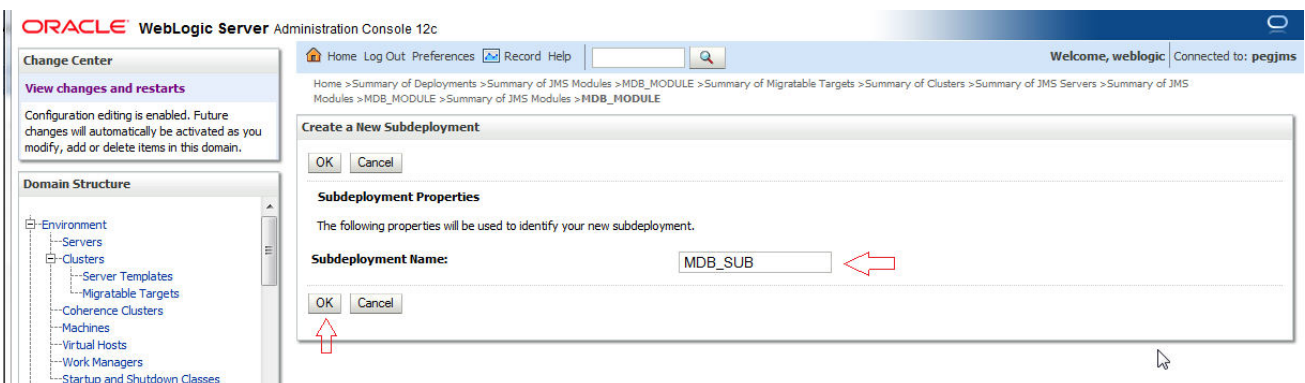 ORACLE WebLogic Server Administration Console 12c
Change Center
View changes and restarts
Configuration editing is enabled. Future
changes will automatically be activated as you
modify, add or delete items in this domain.
Domain Structure
Environment
Servers
Clusters
Server Templates
Migratable Targets
Coherence Clusters
Machines
Virtual Hosts
Work Managers
Startup and Shutdown Classes
Home Log Out Preferences Record Help
Welcome, weblogic Connected to: pegjms
Home >Summary of Deployments >Summary of JMS Modules >MDB_MODULE >Summary of Migratable Targets >Summary of Clusters >Summary of JMS Servers >Summary of JMS
Modules >MDB_MODULE >Summary of JMS Modules >MDB_MODULE
Create a New Subdeployment
OK Cancel
Subdeployment Properties
The following properties will be used to identify your new subdeployment.
Subdeployment Name: MDB_SUB
OK Cancel